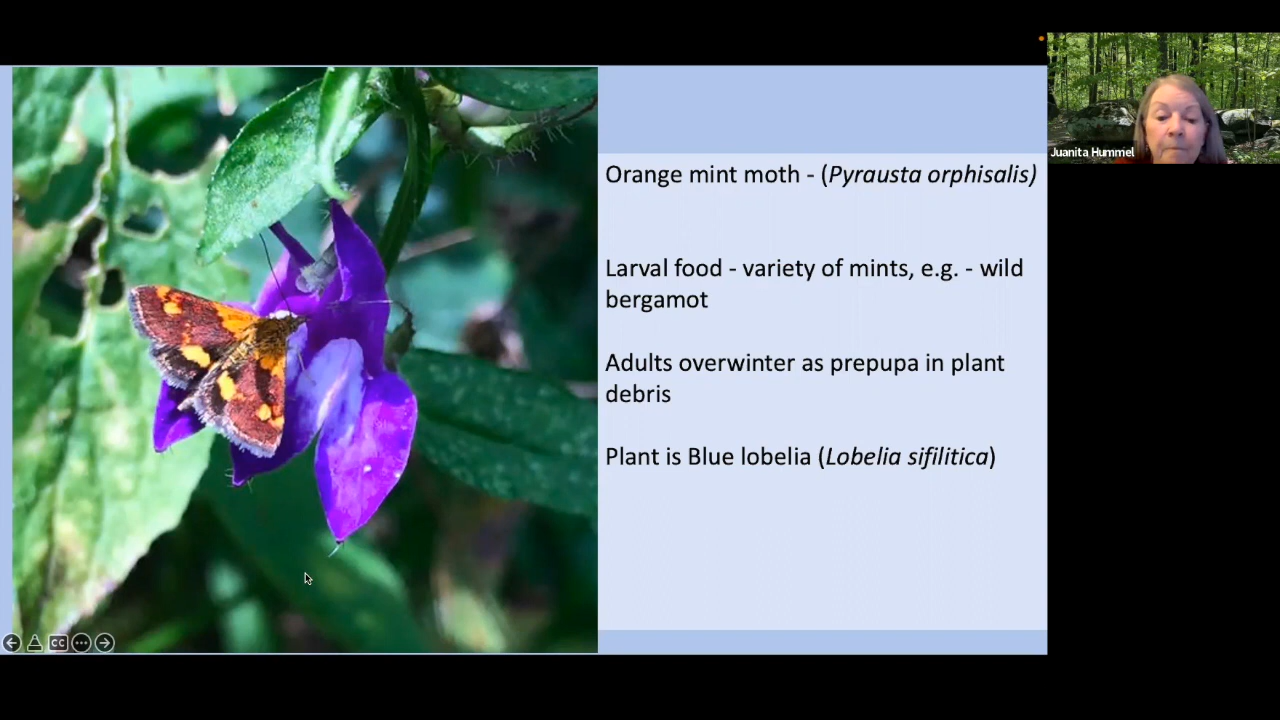 Orange mint moth - (Pyrausta orphisalis)
Larval food - variety of mints, e.g. - wild
bergamot
Adults overwinter as prepupa in plant
debris
Plant is Blue lobelia (Lobelia sifilitica)
Juanita Hummel
CC